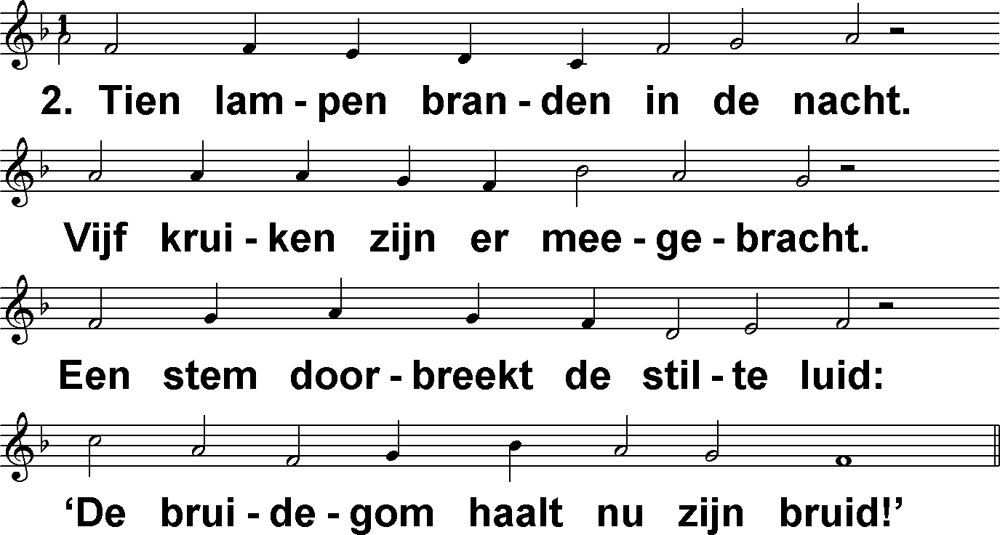 1
2. Tien lam - pen bran - den in de nacht.
Vijf krui - ken zijn er mee - ge - bracht.
Een stem door - breekt de stil - te luid:
‘De brui - de - gom haalt nu zijn bruid!’